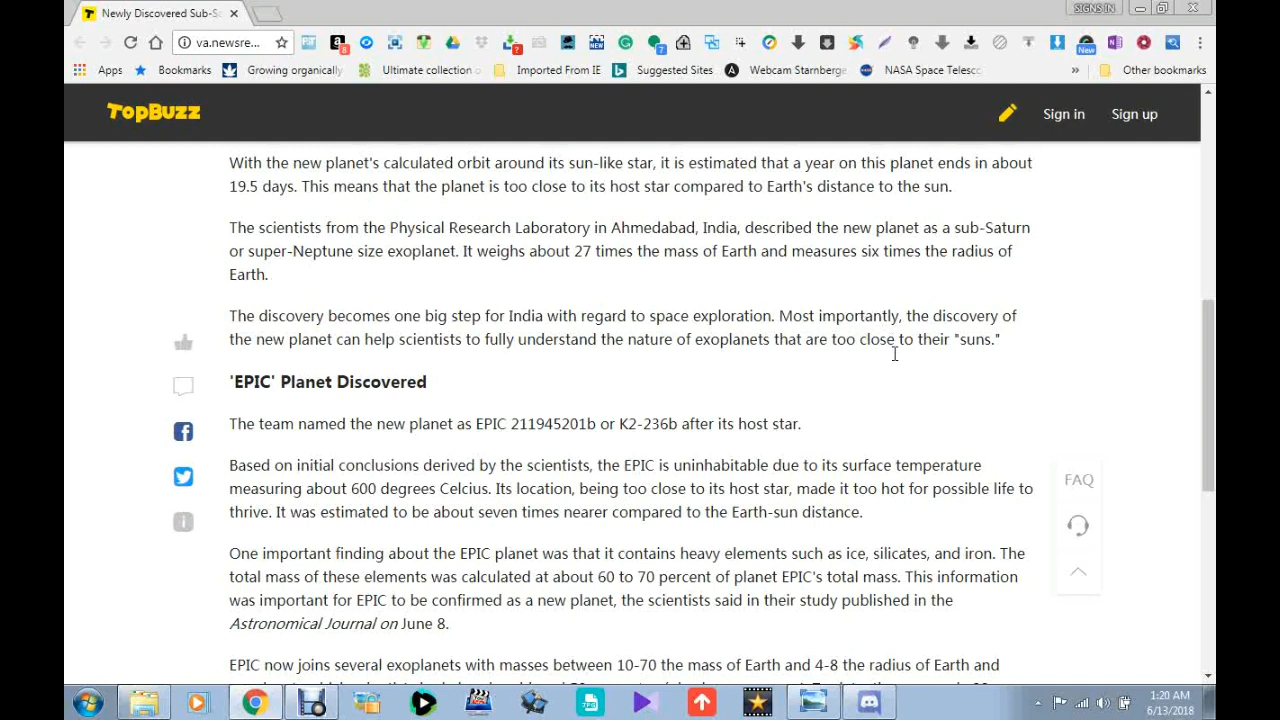 Newly Discovered Sub-S
SIGNS IN
va.newsre...
8
?
NEW
7
New
Apps
Bookmarks
Growing organically
Ultimate collection o
Imported From IE
Suggested Sites
Webcam Starnberge
NASA Space Telesco
»
Other bookmarks
TopBuzz
Sign in
Sign up
With the new planet's calculated orbit around its sun-like star, it is estimated that a year on this planet ends in about
19.5 days. This means that the planet is too close to its host star compared to Earth's distance to the sun.
The scientists from the Physical Research Laboratory in Ahmedabad, India, described the new planet as a sub-Saturn
or super-Neptune size exoplanet. It weighs about 27 times the mass of Earth and measures six times the radius of
Earth.
The discovery becomes one big step for India with regard to space exploration. Most importantly, the discovery of
the new planet can help scientists to fully understand the nature of exoplanets that are too close to their "suns."
'EPIC' Planet Discovered
The team named the new planet as EPIC 211945201b or K2-236b after its host star.
Based on initial conclusions derived by the scientists, the EPIC is uninhabitable due to its surface temperature
measuring about 600 degrees Celcius. Its location, being too close to its host star, made it too hot for possible life to
thrive. It was estimated to be about seven times nearer compared to the Earth-sun distance.
FAQ
One important finding about the EPIC planet was that it contains heavy elements such as ice, silicates, and iron. The
total mass of these elements was calculated at about 60 to 70 percent of planet EPIC's total mass. This information
was important for EPIC to be confirmed as a new planet, the scientists said in their study published in the
Astronomical Journal on June 8.
EPIC now joins several exoplanets with masses between 10-70 the mass of Earth and 4-8 the radius of Earth and
1:20 AM
6/13/2018